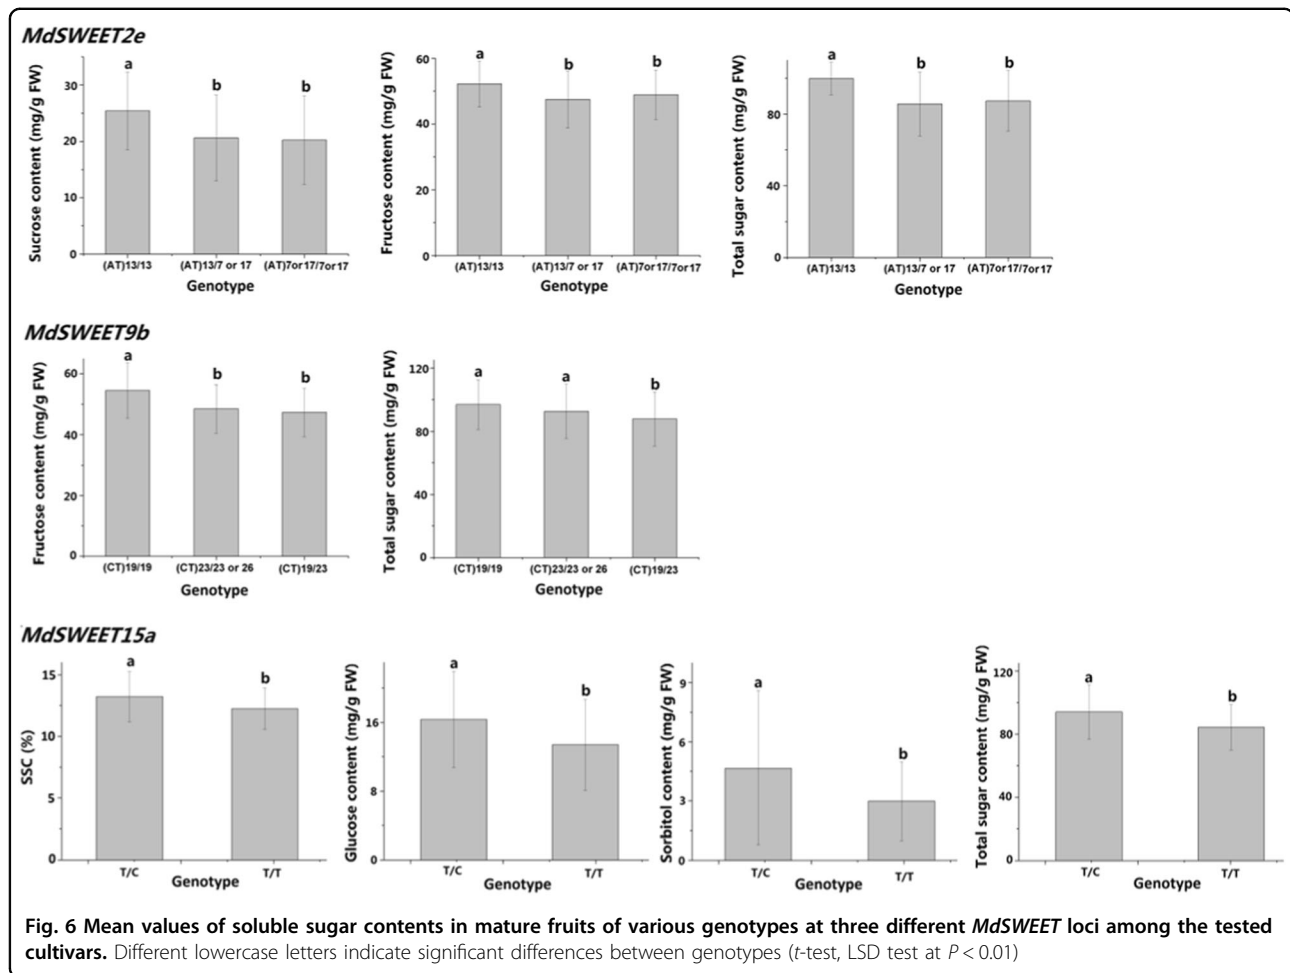 MdSWEET2e
Sucrose content (mg/g FW)
30
20
10
0
a
b
b
(AT)13/13
(AT)13/7 or 17
(AT)7or17/7or17
Genotype
Fructose content (mg/g FW)
60
40
20
0
a
b
b
(AT)13/13
(AT)13/7 or 17
(AT)7or17/7or17
Genotype
Total sugar content (mg/g FW)
80
40
0
a
b
b
(AT)13/13
(AT)13/7 or 17
(AT)7or17/7or17
Genotype
MdSWEET9b
Fructose content (mg/g FW)
60
40
20
0
a
b
b
(CT)19/19
(CT)23/23 or 26
(CT)19/23
Genotype
Total sugar content (mg/g FW)
120
80
40
0
a
a
b
(CT)19/19
(CT)23/23 or 26
(CT)19/23
Genotype
MdSWEET15a
SSC (%)
15
10
5
0
a
b
T/C
T/T
Genotype
Glucose content (mg/g FW)
16
8
0
a
b
T/C
T/T
Genotype
Sorbitol content (mg/g FW)
9
6
3
0
a
b
T/C
T/T
Genotype
Total sugar content (mg/g FW)
120
80
40
0
a
b
T/C
T/T
Genotype
Fig. 6 Mean values of soluble sugar contents in mature fruits of various genotypes at three different MdSWEET loci among the tested
cultivars. Different lowercase letters indicate significant differences between genotypes (t-test, LSD test at P < 0.01)